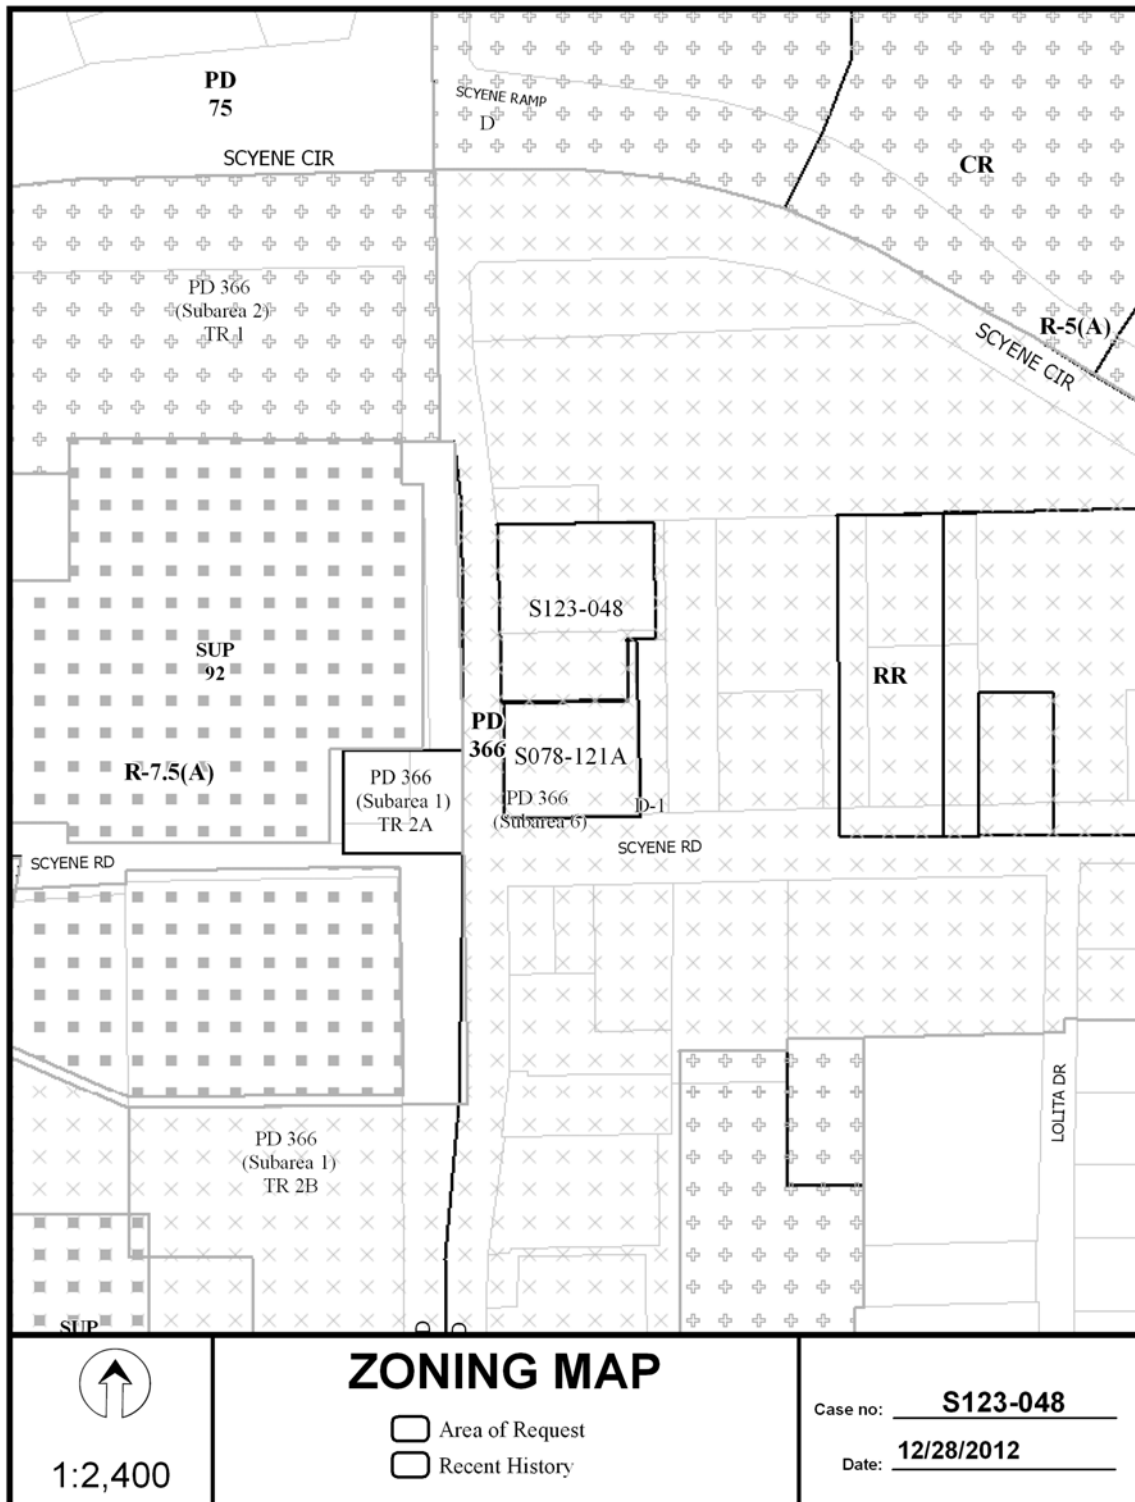 PD
75
SCYENE RAMP
D
SCYENE CIR
CR
PD 366
(Subarea 2)
TR 1
R-5(A)
SCYENE CIR
S123-048
SUP
92
RR
PD
366
S078-121A
R-7.5(A)
PD 366
(Subarea 1)
TR 2A
PD 366
(Subarea 6)
D-1
SCYENE RD
SCYENE RD
LOLITA DR
PD 366
(Subarea 1)
TR 2B
SUP
D
D
ZONING MAP
Area of Request
Recent History
1:2,400
Case no: S123-048
Date: 12/28/2012